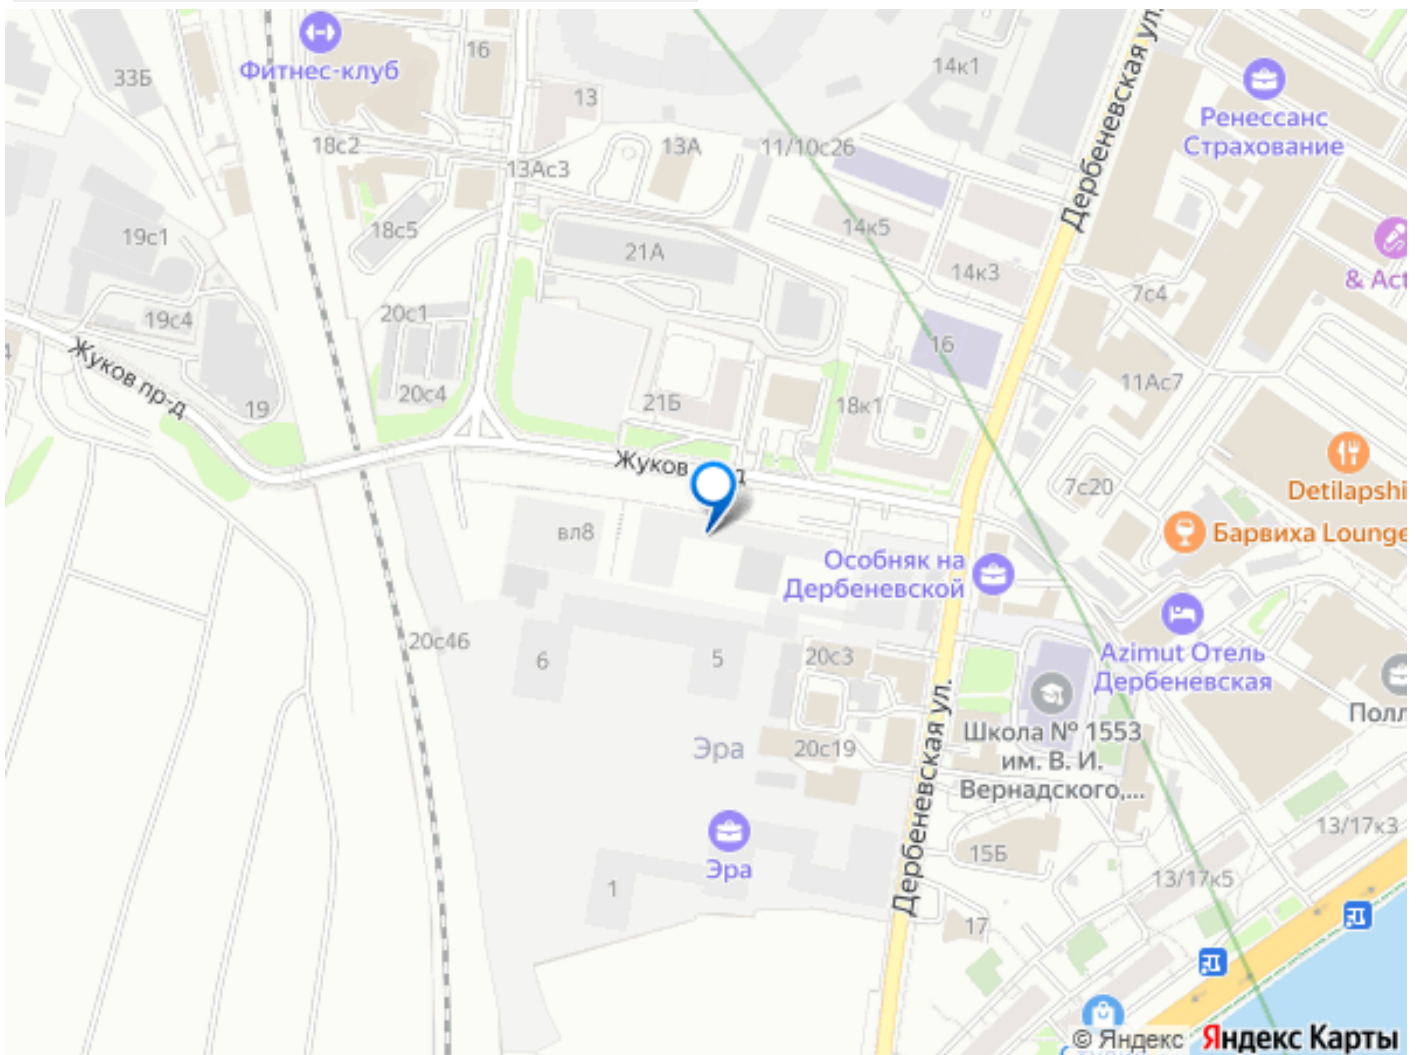 33Б
Фитнес-клуб
16
14к1
Дербеневская ул.
Ренессанс
Страхование
13
18с2
13Ас3
13А
11/10с26
19с1
18с5
21А
14к5
14к3
7с4
& Act
19с4
20с1
16
Жуков пр-д
11Ас7
19
20с4
21Б
18к1
Жуков
д
7с20
Detilapshi
вл8
Барвиха Lounge
Особняк на
Дербеневской
20с46
6
5
20с3
Azimut Отель
Дербеневская
Полл
Эра
20с19
Школа № 1553
им. В. И.
Вернадского,...
Дербеневская ул.
Эра
15Б
13/17к3
1
13/17к5
17
© Яндекс
Яндекс Карты